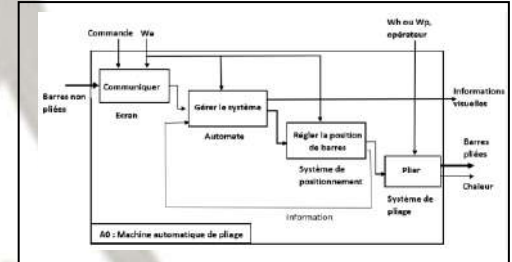 Commande We
Wh ou Wp,
opérateur
Barres non
pliées
Communiquer
Ecran
Gérer le système
Automate
Informations
visuelles
Régler la position
de barres
Système de
positionnement
Plier
Système de
pliage
Barres
pliées
Chaleur
information
A0 : Machine automatique de pliage